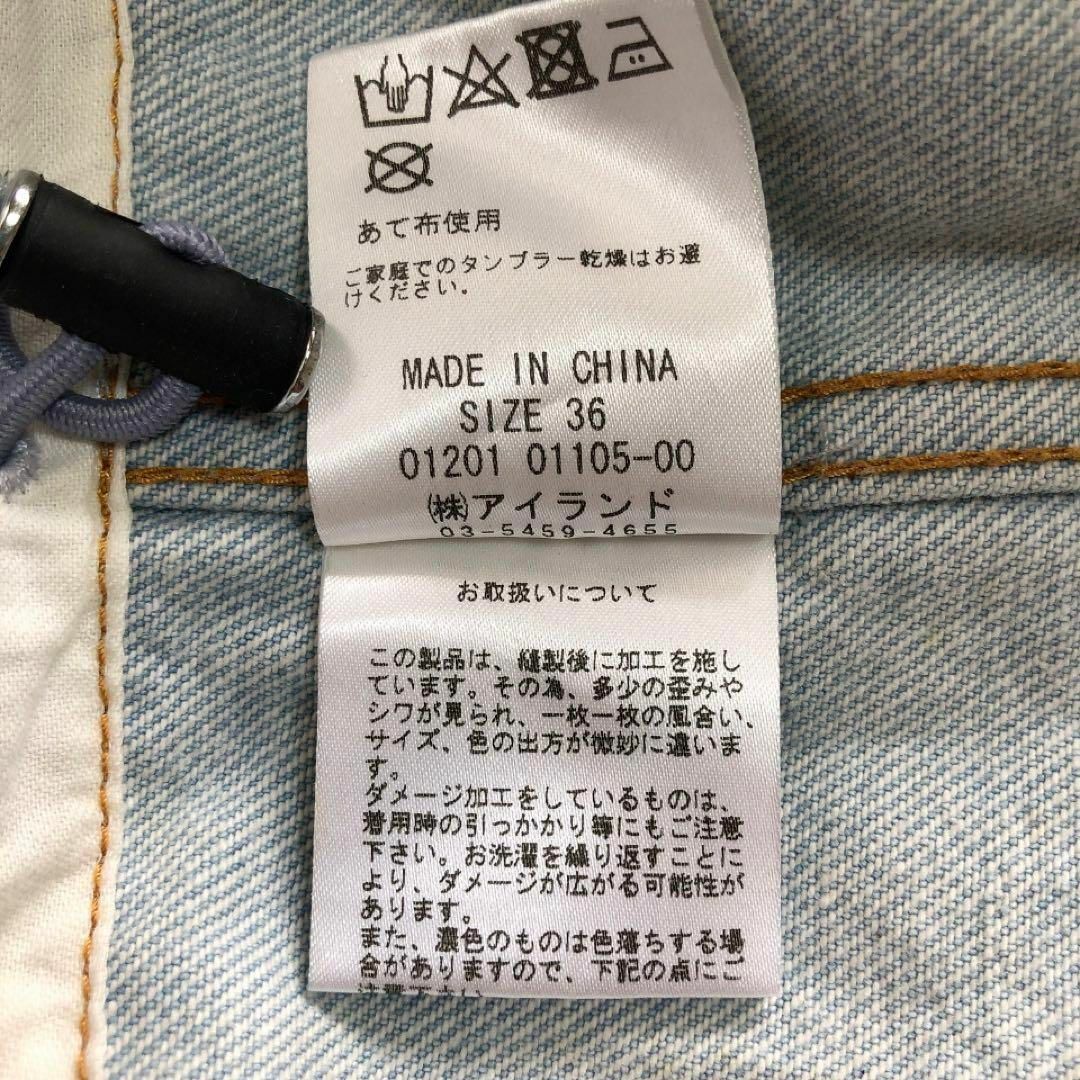 あて布使用
ご家庭でのタンブラー乾燥はお避
けください。
MADE IN CHINA
SIZE 36
01201 01105-00
㈱アイランド
03-5459-4655
お取扱いについて
この製品は、縫製後に加工を施し
ています。その為、多少の歪みや
シワが見られ、一枚一枚の風合い、
サイズ、色の出方が微妙に違いま
す。
ダメージ加工をしているものは、
着用時の引っかかり等にもご注意
下さい。お洗濯を繰り返すことに
より、ダメージが広がる可能性が
あります。
また、濃色のものは色落ちする場
合がありますので、下記の点にご